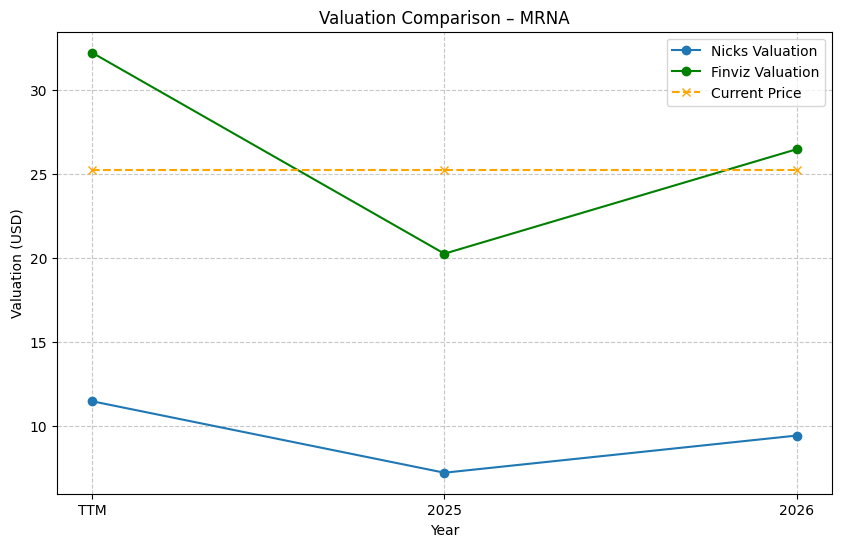 Valuation Comparison – MRNA
Nicks Valuation
Finviz Valuation
Current Price
Valuation (USD)
30
25
20
15
10
TTM
2025
2026
Year